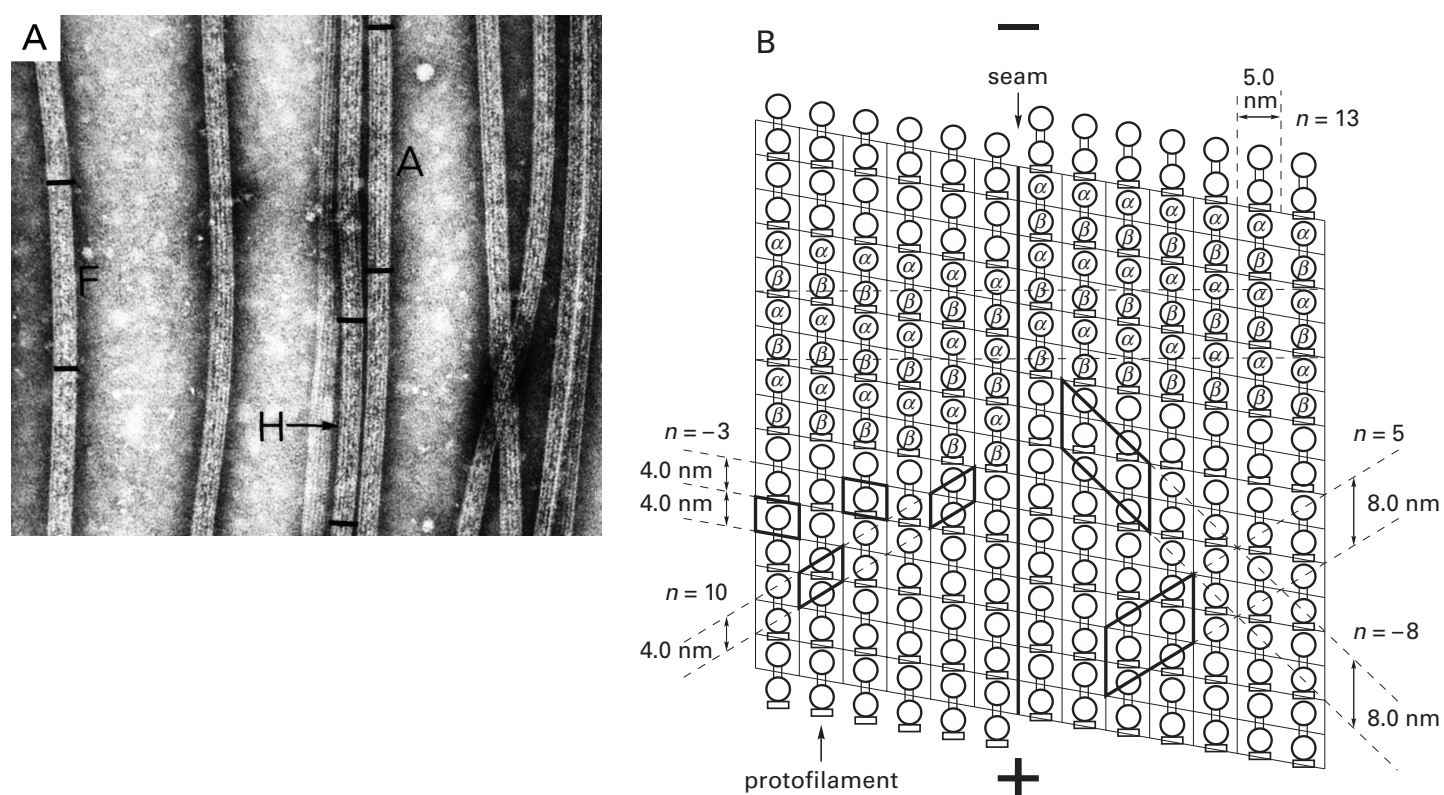 A
F
A
H
B
−
seam
5.0
nm
n = 13
α α α α α α α
β β β β β β β
α α α α α α α
β β β β β β β
α α α α α α α
β β β β β β β
α α α α α α
β β β β β β
α α α α α α
β β β β β β
α α α α α α
β β β β β β
n = −3
4.0 nm
4.0 nm
n = 10
4.0 nm
n = 5
8.0 nm
n = −8
8.0 nm
protofilament
+